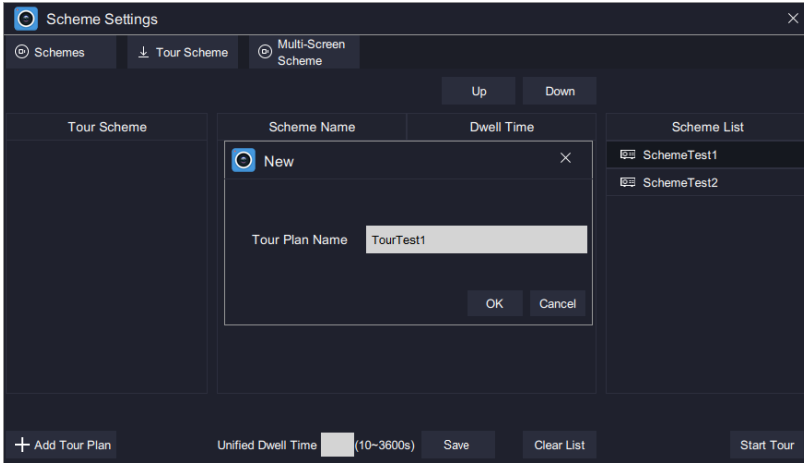 Scheme Settings
Schemes
Tour Scheme
Multi-Screen
Scheme
Up
Down
Tour Scheme
Scheme Name
Dwell Time
Scheme List
New
SchemeTest1
SchemeTest2
Tour Plan Name
TourTest1
OK
Cancel
Add Tour Plan
Unified Dwell Time
(10~3600s)
Save
Clear List
Start Tour